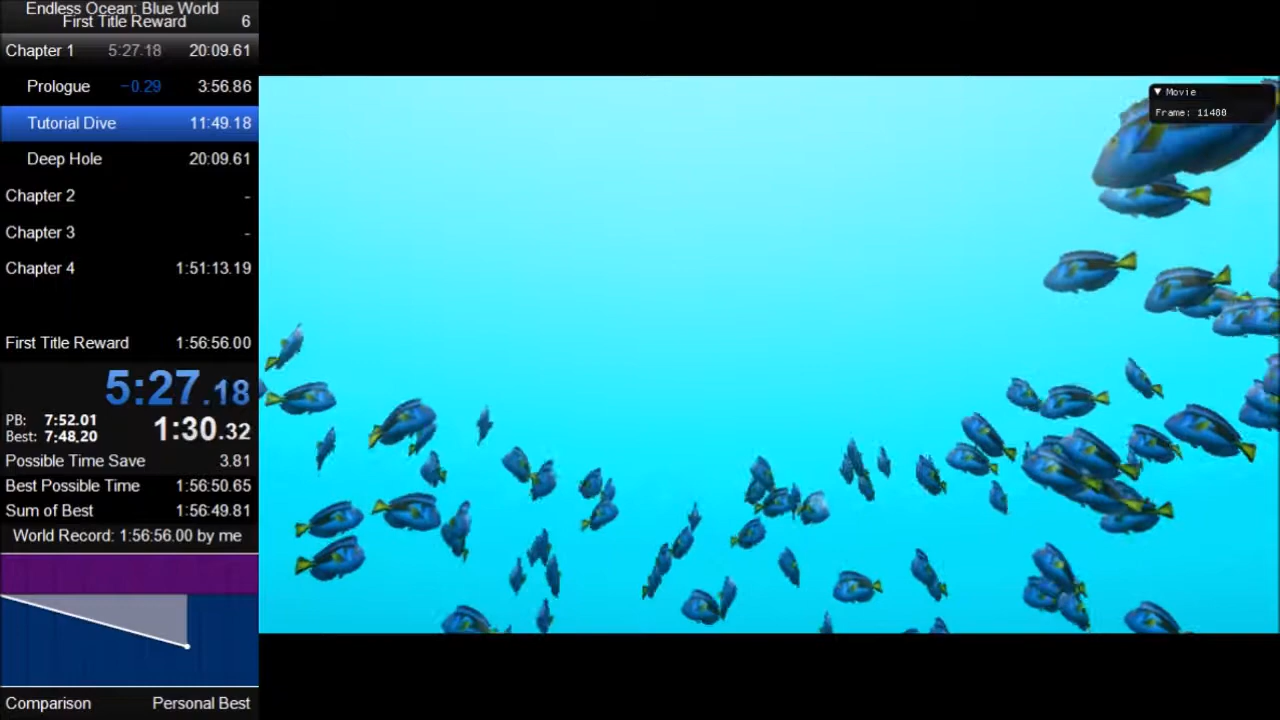 Endless Ocean: Blue World
First Title Reward 6
Chapter 1 5:27.18 20:09.61
Prologue −0.29 3:56.86
Tutorial Dive 11:49.18
Deep Hole 20:09.61
Chapter 2 -
Chapter 3 -
Chapter 4 1:51:13.19
First Title Reward 1:56:56.00
5:27.18
PB: 7:52.01
Best: 7:48.20
1:30.32
Possible Time Save 3.81
Best Possible Time 1:56:50.65
Sum of Best 1:56:49.81
World Record: 1:56:56.00 by me
Comparison Personal Best
▼ Movie
Frame: 11480